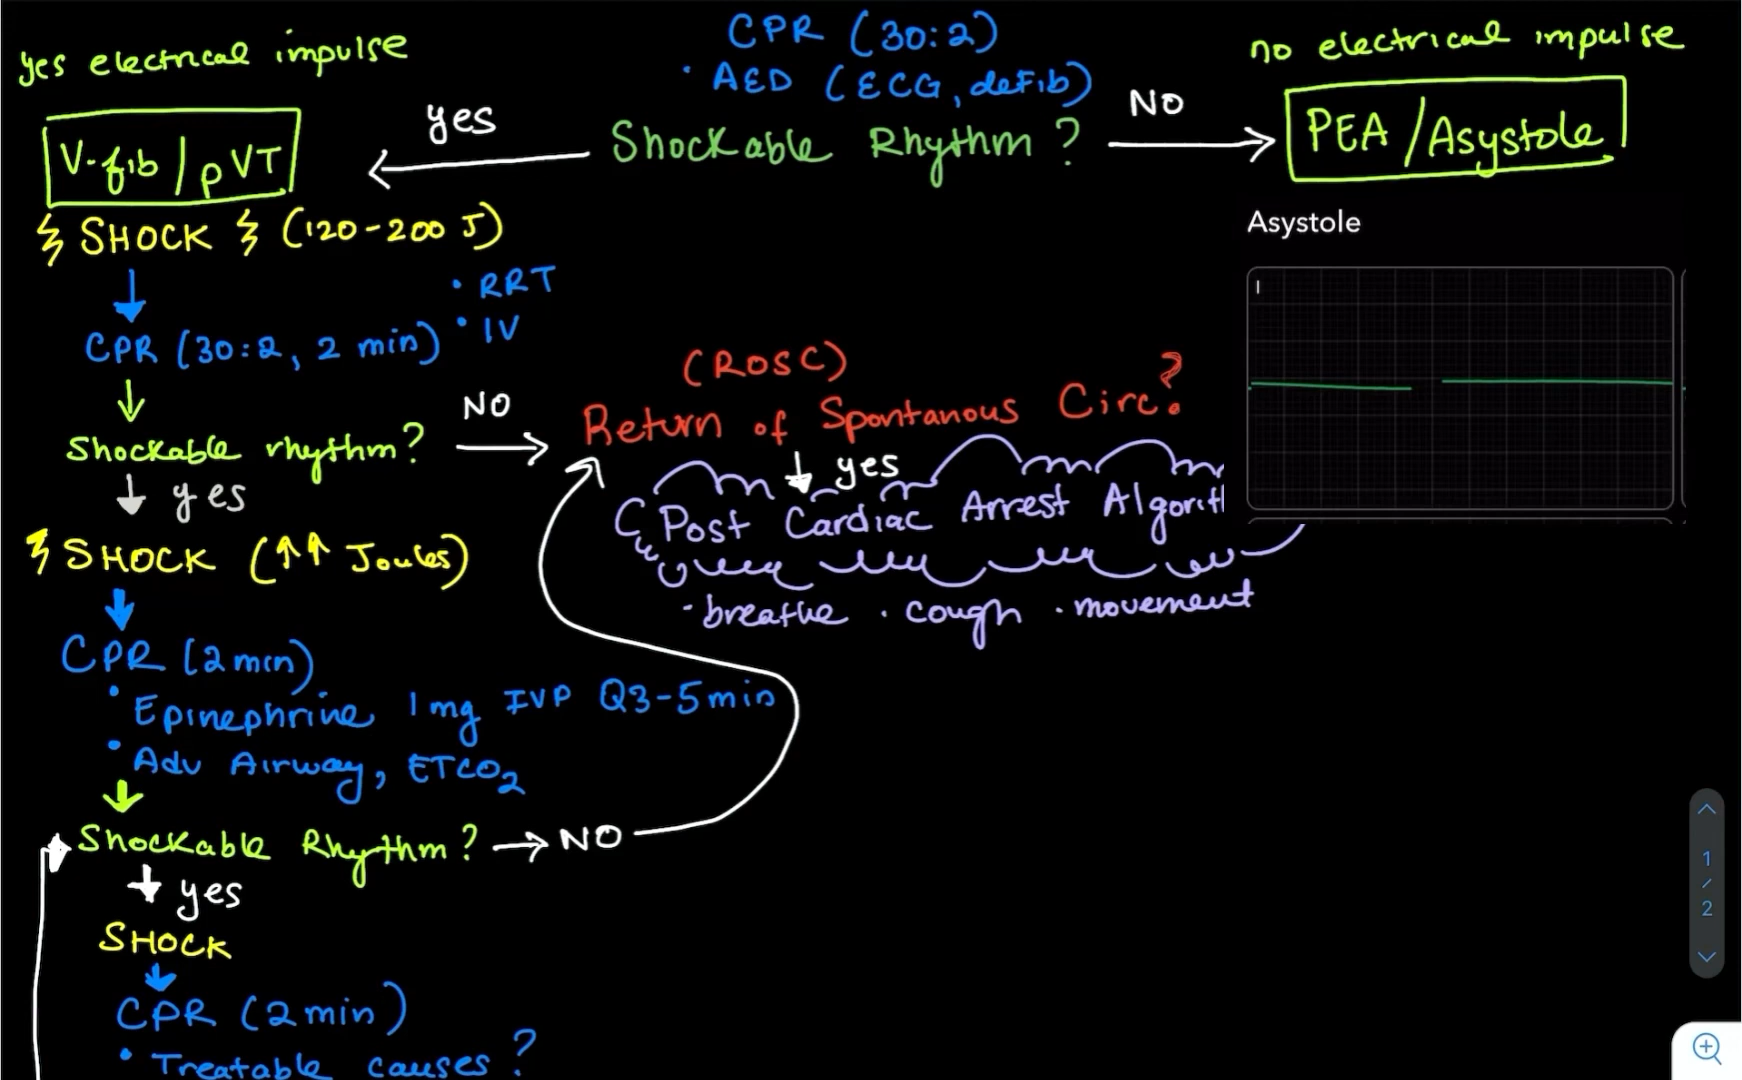 CPR (30:2)
• AED (ECG, defib)
Shockable Rhythm?
yes electrical impulse
yes
V-fib / pVT
SHOCK (120-200 J)
CPR (30:2, 2 min)
• RRT
• IV
Shockable rhythm?
NO
yes
SHOCK (↑↑ Joules)
CPR (2 min)
• Epinephrine 1 mg IVP Q3-5 min
• Adv Airway, ETCO2
Shockable Rhythm? → NO
yes
SHOCK
CPR (2 min)
• Treatable causes?
(ROSC)
Return of Spontanous Circ?
yes
Post Cardiac Arrest Algorit
• breathe • cough • movement
no electrical impulse
NO
PEA / Asystole
Asystole
I
1
/
2